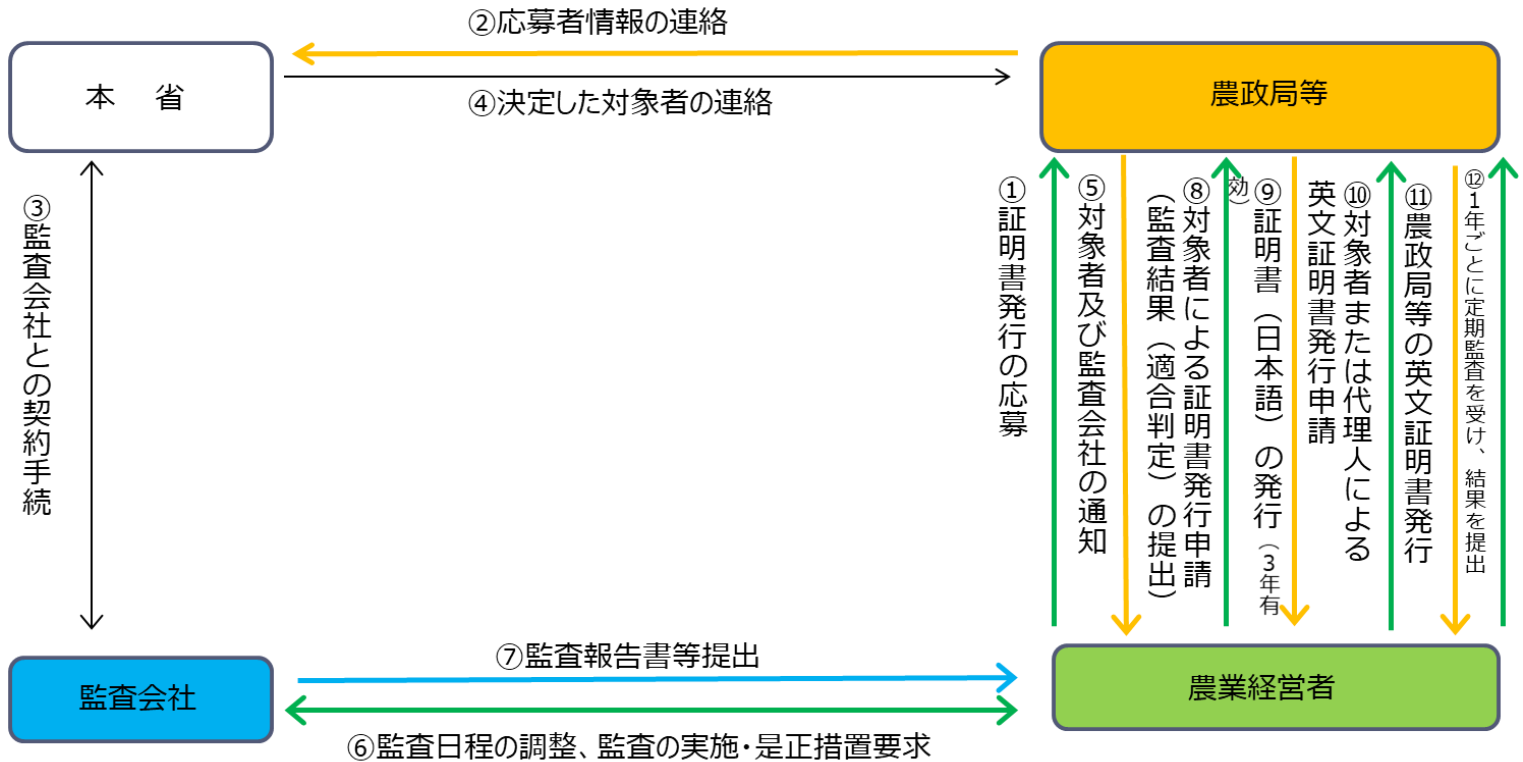 ②応募者情報の連絡
本　省
農政局等
④決定した対象者の連絡
③監査会社との契約手続
①証明書発行の応募
⑤対象者及び監査会社の通知
⑧対象者による証明書発行申請
（監査結果（適合判定）の提出）
⑨証明書（日本語）の発行（3年有
効）
⑩対象者または代理人による
英文証明書発行申請
⑪農政局等の英文証明書発行
⑫1年ごとに定期監査を受け、結果を提出
⑦監査報告書等提出
監査会社
農業経営者
⑥監査日程の調整、監査の実施・是正措置要求